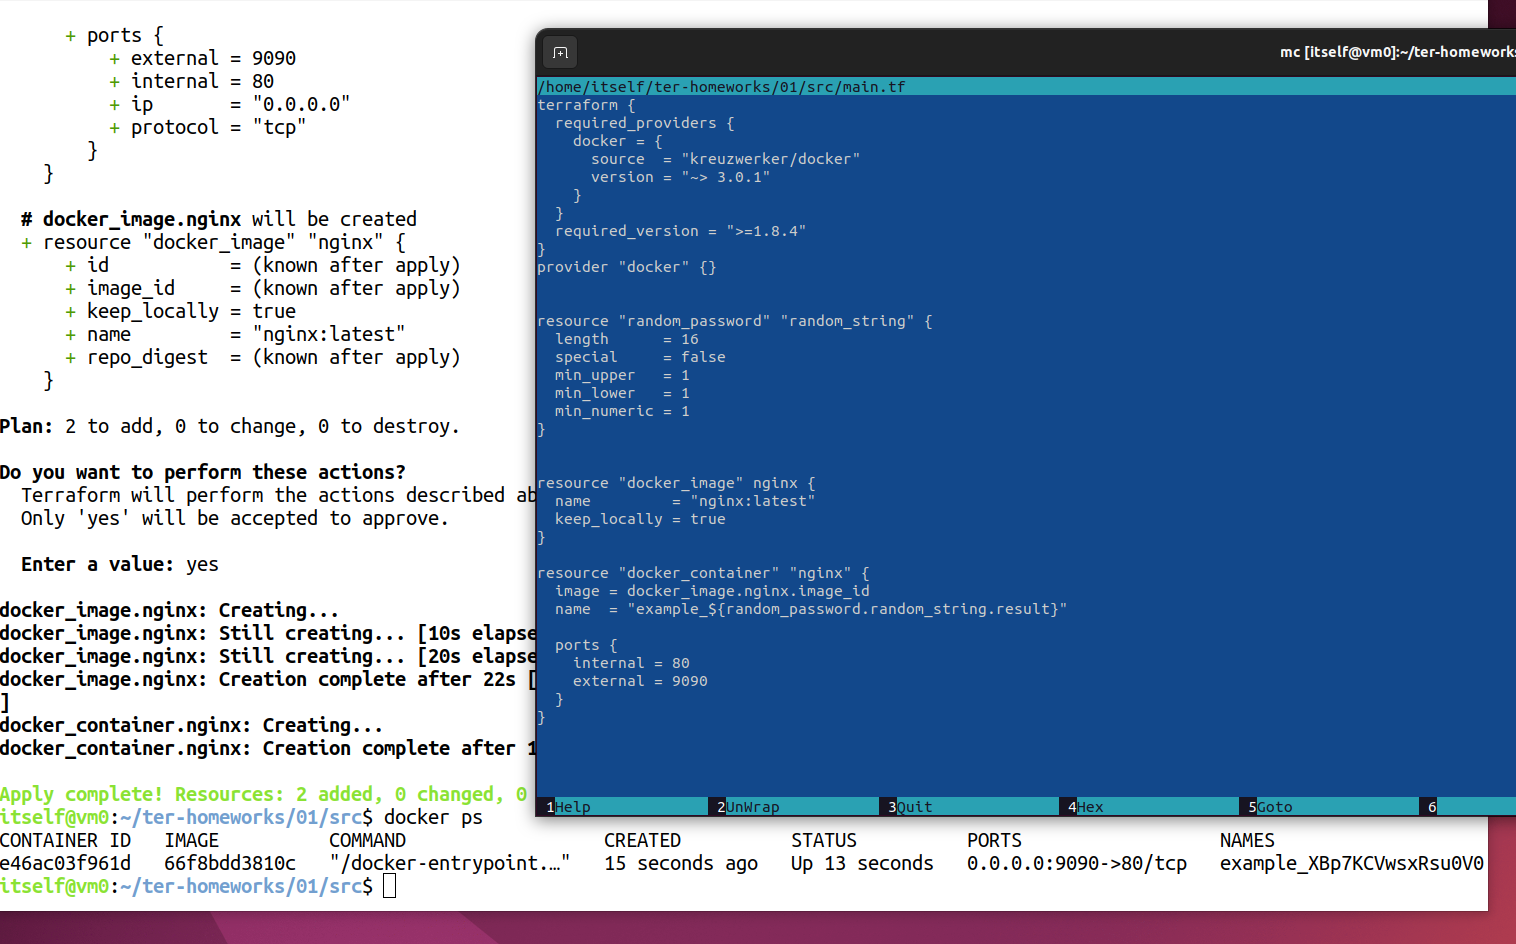 + ports {
+ external = 9090
+ internal = 80
+ ip       = "0.0.0.0"
+ protocol = "tcp"
}
}
# docker_image.nginx will be created
+ resource "docker_image" "nginx" {
+ id           = (known after apply)
+ image_id     = (known after apply)
+ keep_locally = true
+ name         = "nginx:latest"
+ repo_digest  = (known after apply)
}
Plan: 2 to add, 0 to change, 0 to destroy.
Do you want to perform these actions?
Terraform will perform the actions described ab
Only 'yes' will be accepted to approve.
Enter a value: yes
docker_image.nginx: Creating...
docker_image.nginx: Still creating... [10s elapse
docker_image.nginx: Still creating... [20s elapse
docker_image.nginx: Creation complete after 22s [
]
docker_container.nginx: Creating...
docker_container.nginx: Creation complete after 1
Apply complete! Resources: 2 added, 0 changed, 0
itself@vm0:~/ter-homeworks/01/src$ docker ps
CONTAINER ID   IMAGE          COMMAND                  CREATED          STATUS          PORTS                  NAMES
e46ac03f961d   66f8bdd3810c   "/docker-entrypoint.…"   15 seconds ago   Up 13 seconds   0.0.0.0:9090->80/tcp   example_XBp7KCVwsxRsu0V0
itself@vm0:~/ter-homeworks/01/src$
mc [itself@vm0]:~/ter-homeworks
/home/itself/ter-homeworks/01/src/main.tf
terraform {
required_providers {
docker = {
source  = "kreuzwerker/docker"
version = "~> 3.0.1"
}
}
required_version = ">=1.8.4"
}
provider "docker" {}
resource "random_password" "random_string" {
length      = 16
special     = false
min_upper   = 1
min_lower   = 1
min_numeric = 1
}
resource "docker_image" nginx {
name         = "nginx:latest"
keep_locally = true
}
resource "docker_container" "nginx" {
image = docker_image.nginx.image_id
name  = "example_${random_password.random_string.result}"
ports {
internal = 80
external = 9090
}
}
1Help 2UnWrap 3Quit 4Hex 5Goto 6